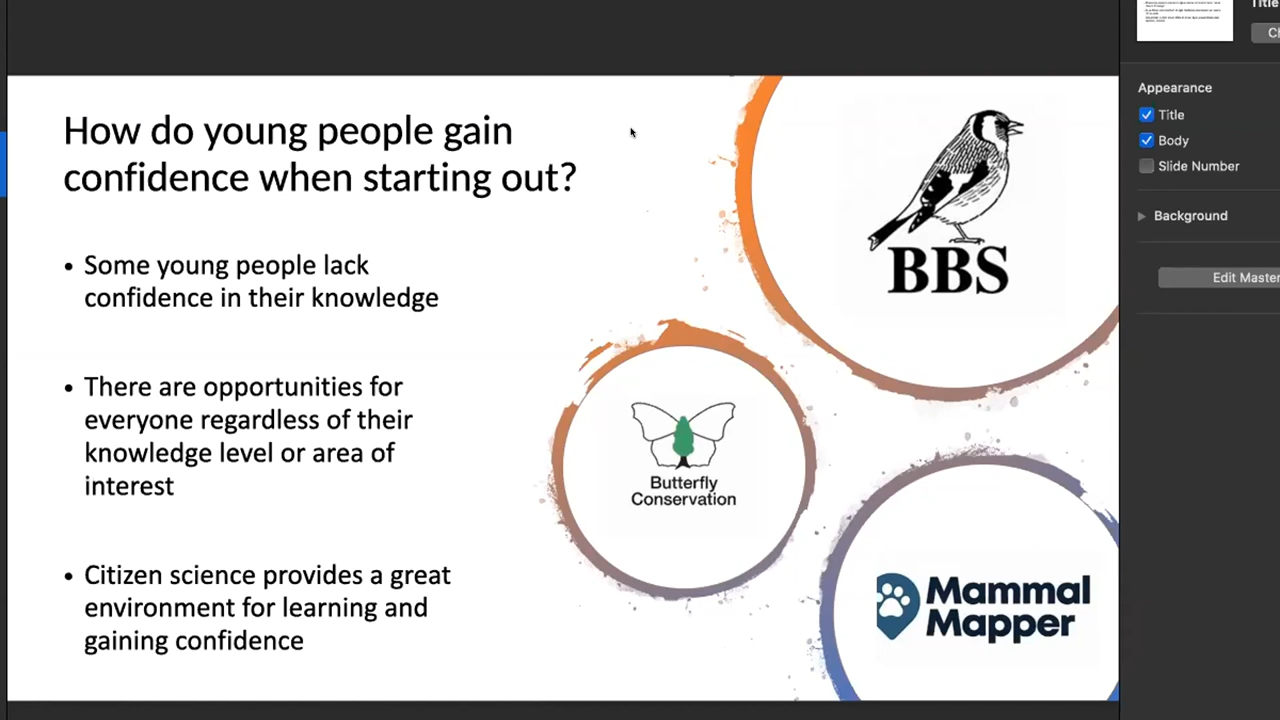 How do young people gain
confidence when starting out?
• Some young people lack
confidence in their knowledge
• There are opportunities for
everyone regardless of their
knowledge level or area of
interest
• Citizen science provides a great
environment for learning and
gaining confidence
BBS
Butterfly
Conservation
Mammal
Mapper
Title
Appearance
Title
Body
Slide Number
Background
Edit Master